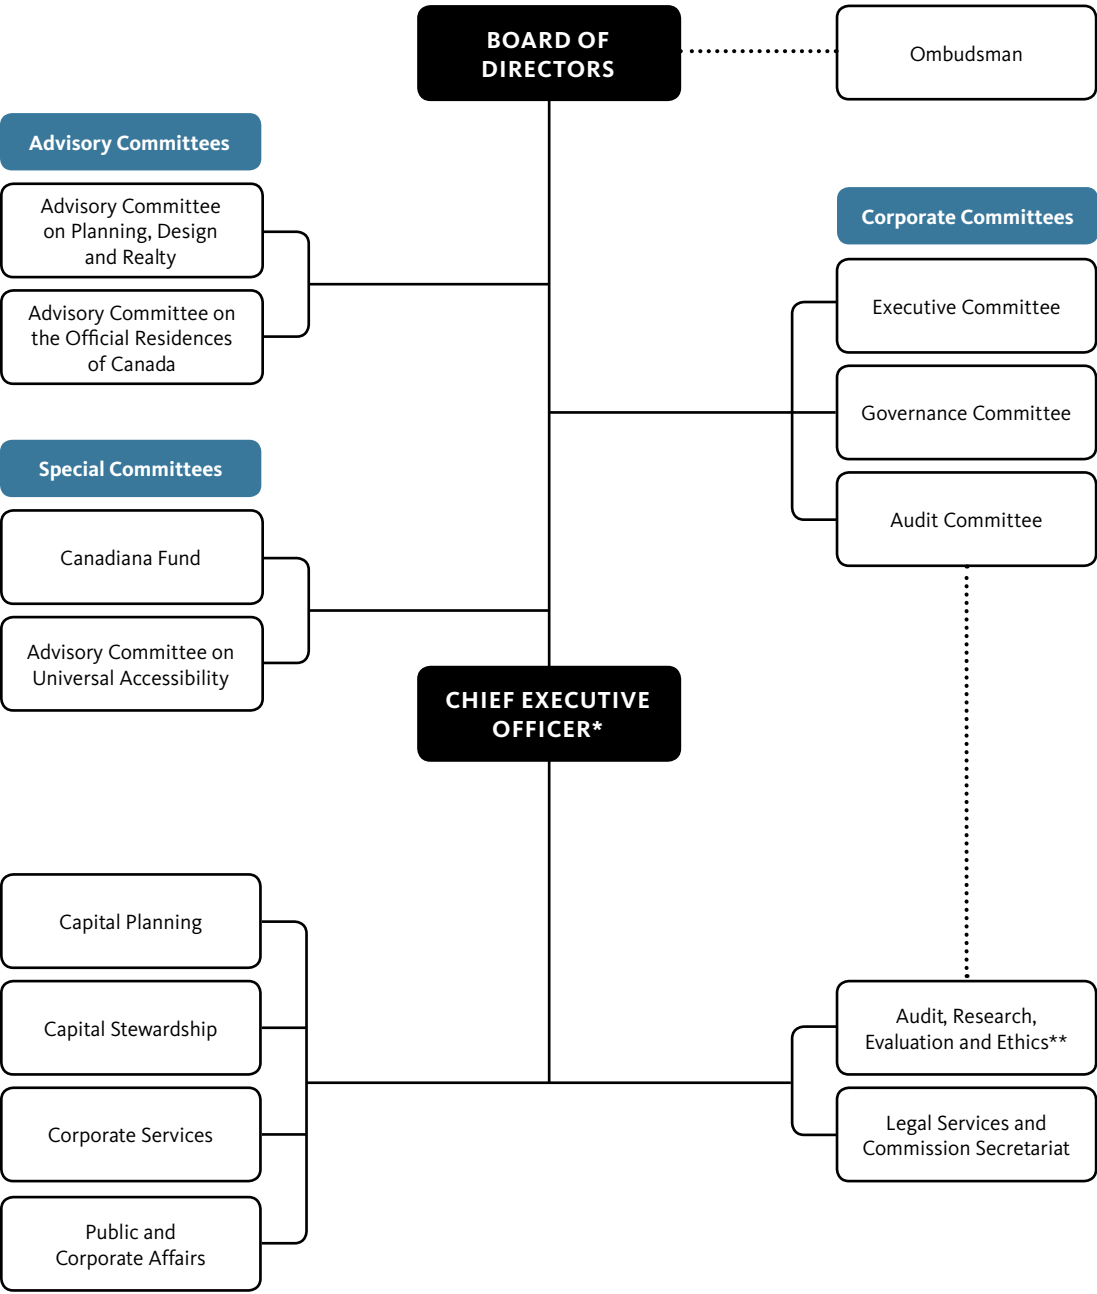 BOARD OF
DIRECTORS
Ombudsman
Advisory Committees
Advisory Committee
on Planning, Design
and Realty
Advisory Committee on
the Official Residences
of Canada
Corporate Committees
Executive Committee
Governance Committee
Audit Committee
Special Committees
Canadiana Fund
Advisory Committee on
Universal Accessibility
CHIEF EXECUTIVE
OFFICER*
Capital Planning
Capital Stewardship
Corporate Services
Public and
Corporate Affairs
Audit, Research,
Evaluation and Ethics**
Legal Services and
Commission Secretariat